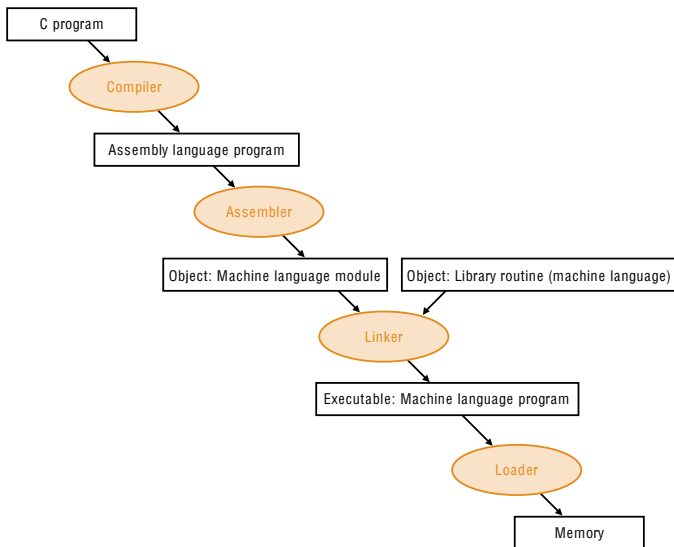 C program
Compiler
Assembly language program
Assembler
Object: Machine language module
Object: Library routine (machine language)
Linker
Executable: Machine language program
Loader
Memory